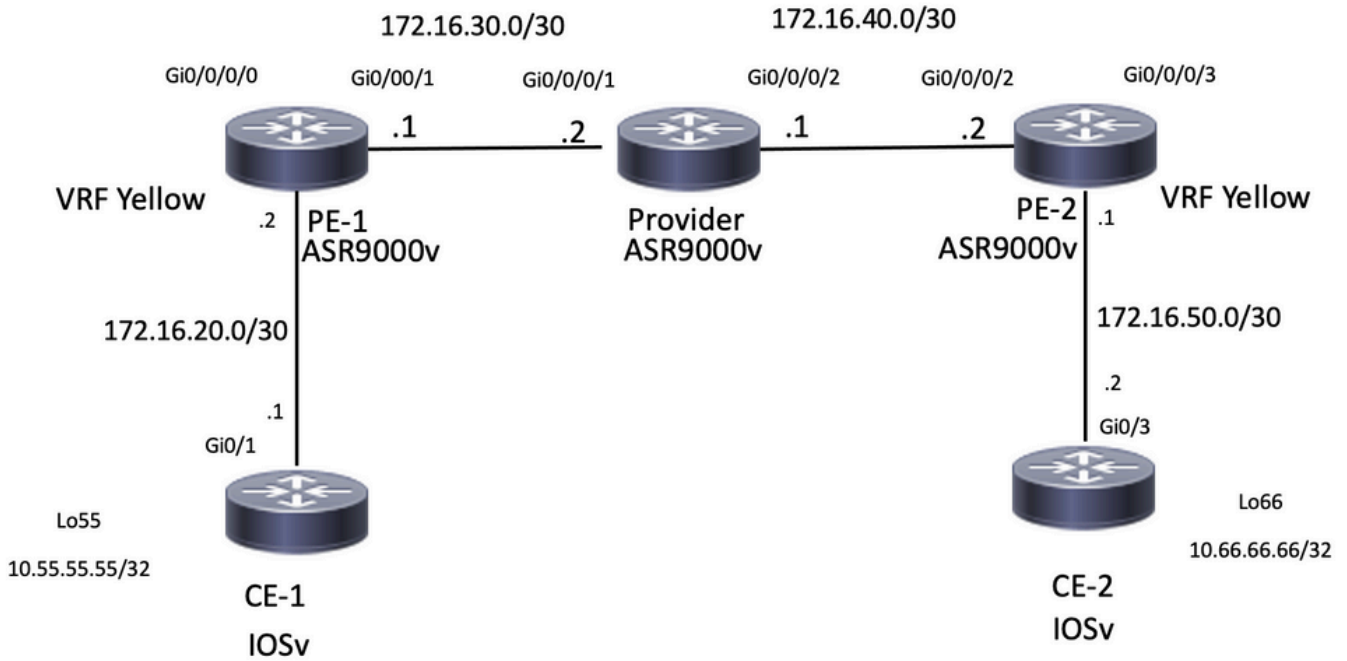 172.16.30.0/30
172.16.40.0/30
Gi0/0/0/0
Gi0/00/1
Gi0/0/0/1
Gi0/0/0/2
Gi0/0/0/2
Gi0/0/0/3
.1
.2
.1
.2
VRF Yellow
.2
PE-1
ASR9000v
Provider
ASR9000v
PE-2
ASR9000v
.1
VRF Yellow
172.16.20.0/30
172.16.50.0/30
.1
Gi0/1
.2
Gi0/3
Lo55
10.55.55.55/32
Lo66
10.66.66.66/32
CE-1
IOSv
CE-2
IOSv